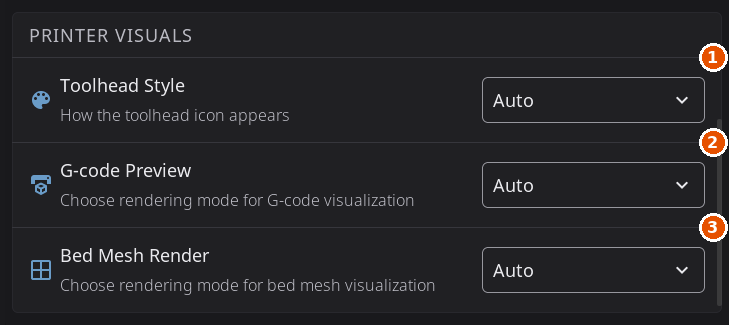 PRINTER VISUALS
1
Toolhead Style
How the toolhead icon appears
Auto
2
G-code Preview
Choose rendering mode for G-code visualization
Auto
3
Bed Mesh Render
Choose rendering mode for bed mesh visualization
Auto